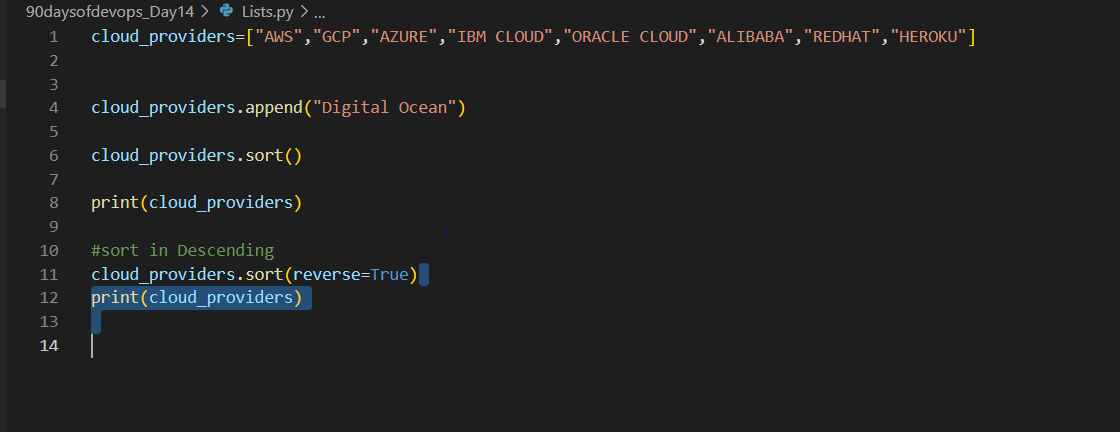 90daysofdevops_Day14 > Lists.py > ...
1 cloud_providers=["AWS","GCP","AZURE","IBM CLOUD","ORACLE CLOUD","ALIBABA","REDHAT","HEROKU"]
2
3
4 cloud_providers.append("Digital Ocean")
5
6 cloud_providers.sort()
7
8 print(cloud_providers)
9
10 #sort in Descending
11 cloud_providers.sort(reverse=True)
12 print(cloud_providers)
13
14